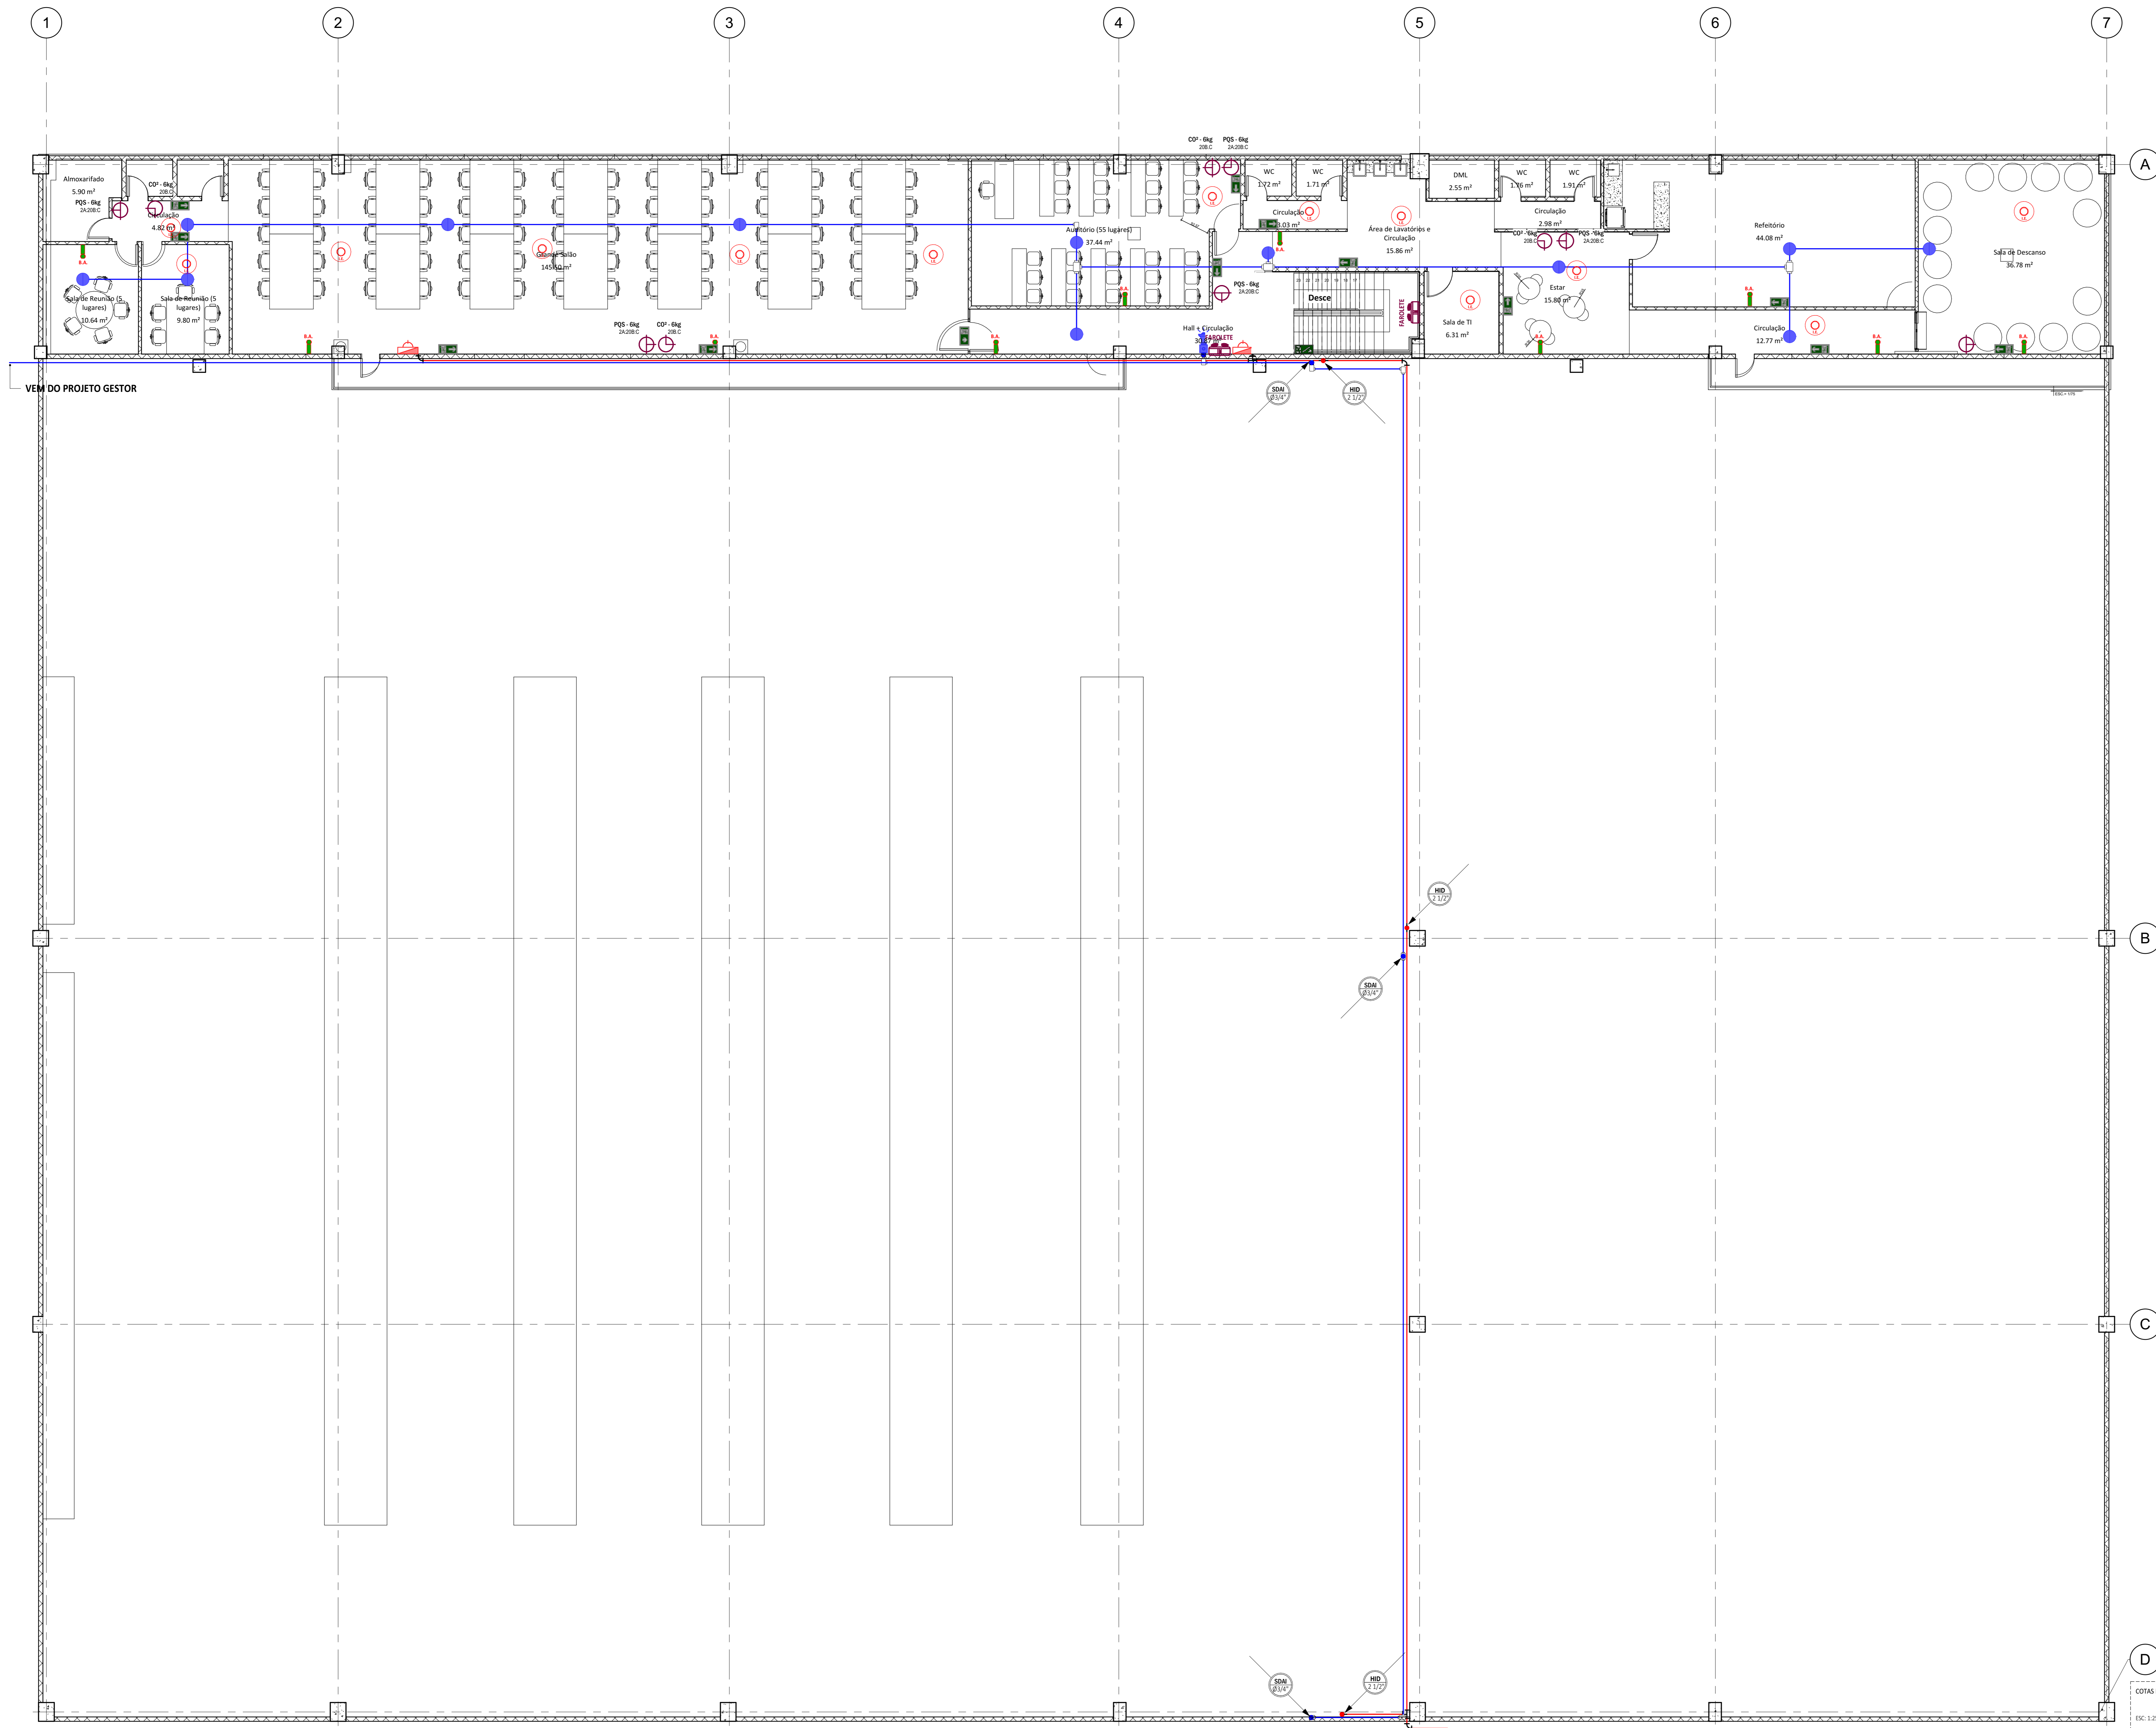 1
2
3
4
5
6
7
A
B
C
D
Almoxarifado
5.90 m²
PQS - 6kg
2A:20B:C
CO² - 6kg
20B:C
Circulação
4.82 m²
B.A.
Sala de Reunião (5
lugares)
10.64 m²
Sala de Reunião (5
lugares)
9.80 m²
B.A.
Grande Salão
145.40 m²
PQS - 6kg
2A:20B:C
CO² - 6kg
20B:C
B.A.
B.A.
Auditório (55 lugares)
37.44 m²
B.A.
CO² - 6kg
20B:C
PQS - 6kg
2A:20B:C
WC
1.72 m²
WC
1.71 m²
Circulação
3.03 m²
B.A.
Área de Lavatórios e
Circulação
15.86 m²
PQS - 6kg
2A:20B:C
Desce
FAROLETE
Hall + Circulação
FAROLETE
DML
2.55 m²
WC
1.76 m²
WC
1.91 m²
Circulação
2.98 m²
CO² - 6kg
20B:C
PQS - 6kg
2A:20B:C
Sala de TI
6.31 m²
Estar
15.80 m²
B.A.
Refeitório
44.08 m²
B.A.
Circulação
12.77 m²
B.A.
Sala de Descanso
36.78 m²
B.A.
VEM DO PROJETO GESTOR
SDAI
Ø3/4"
HID
2 1/2"
ESC.= 1:75
HID
2 1/2"
SDAI
Ø3/4"
SDAI
Ø3/4"
HID
2 1/2"
COTAS